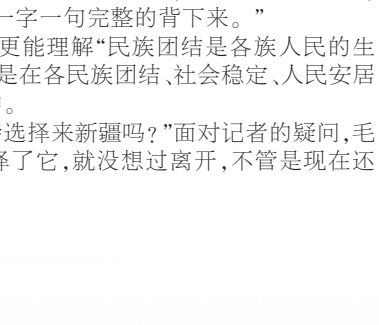 一字一句完整的背下来。”
更能理解“民族团结是各族人民的生
是在各民族团结、社会稳定、人民安居
。
选择来新疆吗?”面对记者的疑问,毛
择了它,就没想过离开,不管是现在还